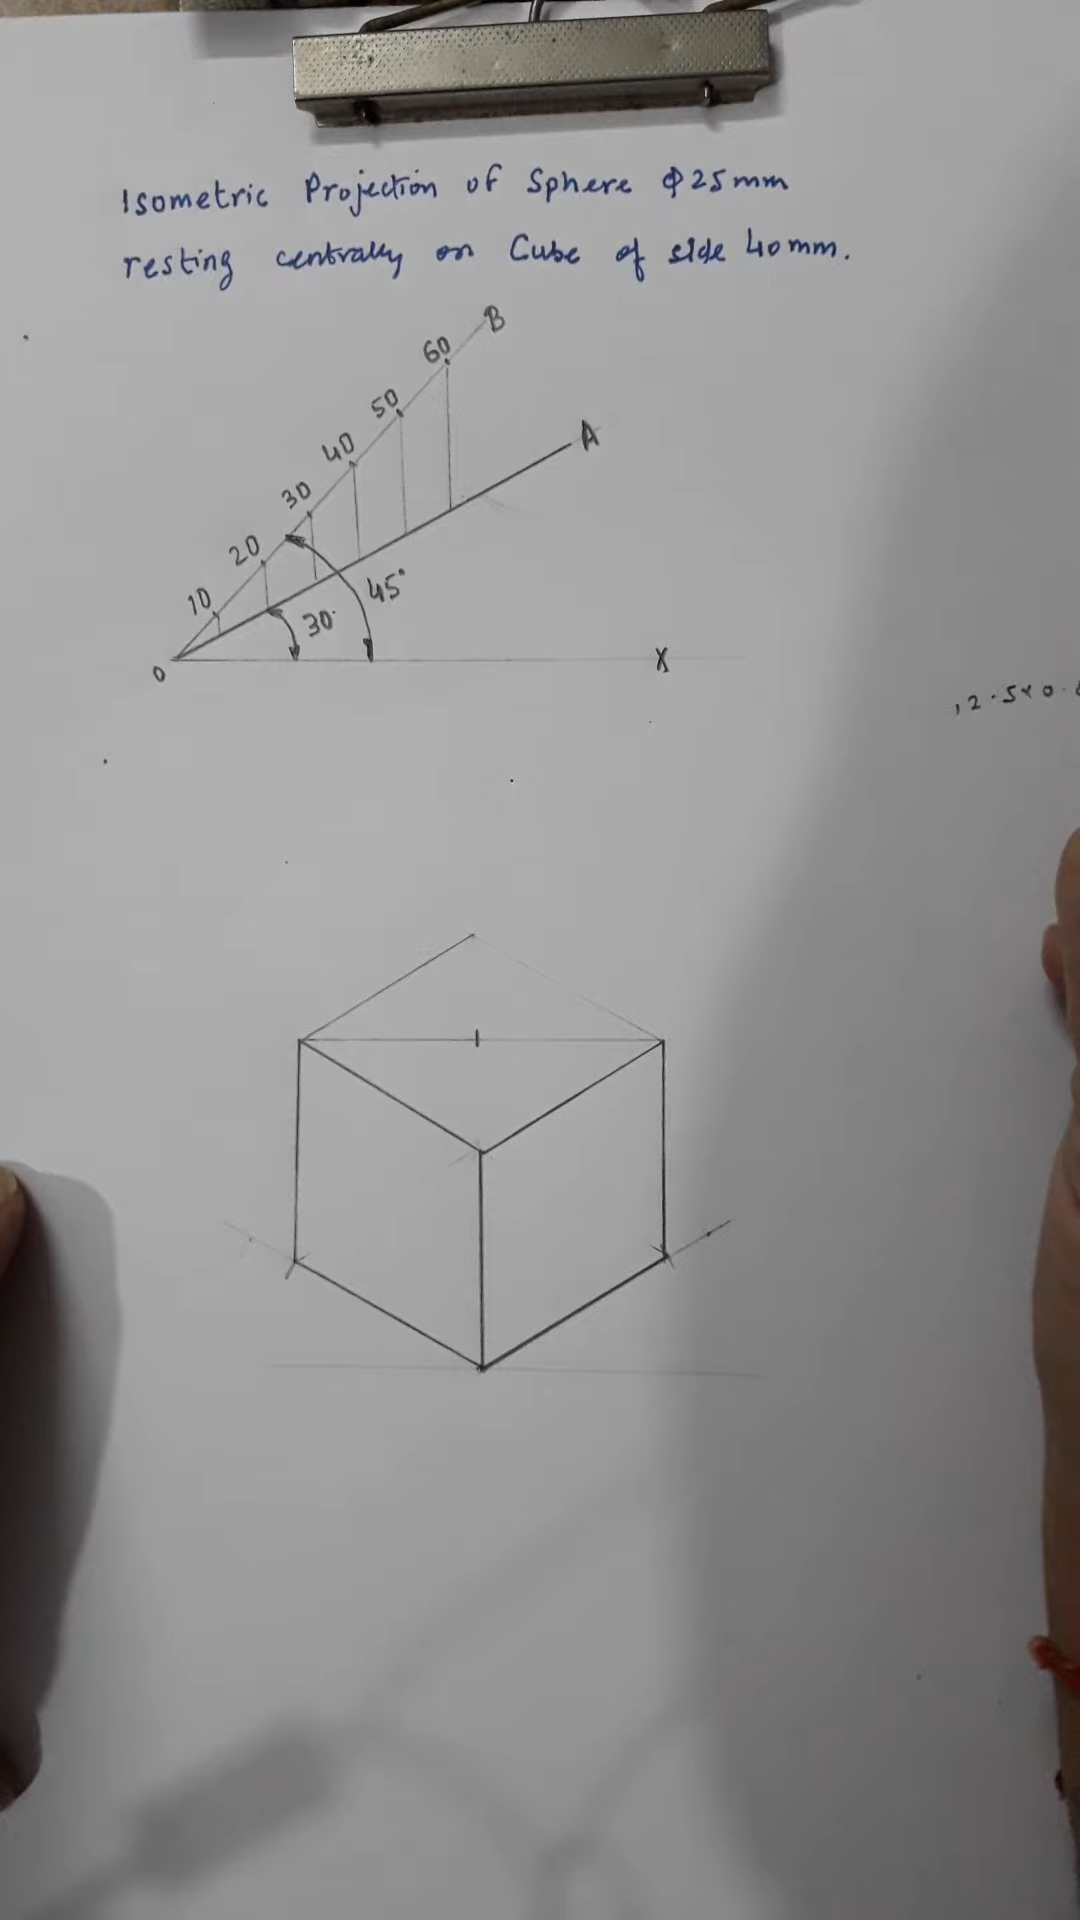 Isometric Projection of Sphere Φ25mm
resting centrally on Cube of side 40mm.
B
60
50
A
40
30
20
45°
10
30°
0
X
12.5×0.